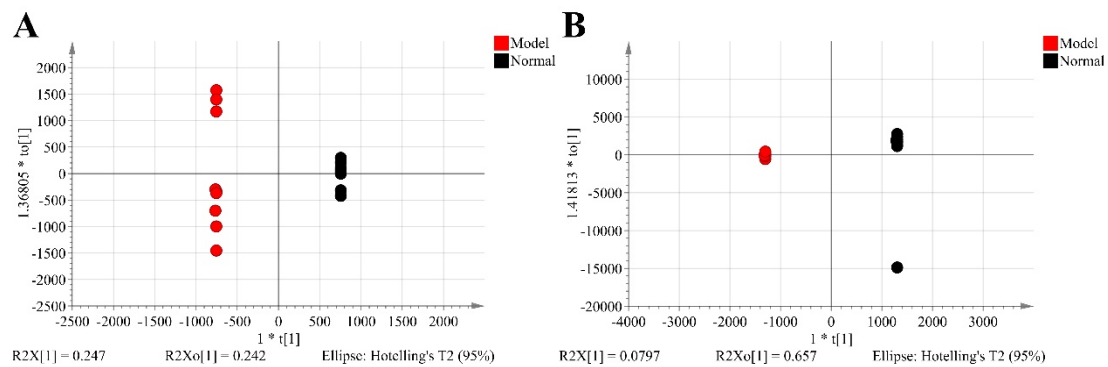 A
Model
Normal
1.36805 * to[1]
2000
1500
1000
500
0
-500
-1000
-1500
-2000
-2500
-2500 -2000 -1500 -1000 -500 0 500 1000 1500 2000
1 * t[1]
R2X[1] = 0.247 R2Xo[1] = 0.242 Ellipse: Hotelling's T2 (95%)
B
Model
Normal
1.41813 * to[1]
10000
5000
0
-5000
-10000
-15000
-20000
-4000 -3000 -2000 -1000 0 1000 2000 3000
1 * t[1]
R2X[1] = 0.0797 R2Xo[1] = 0.657 Ellipse: Hotelling's T2 (95%)